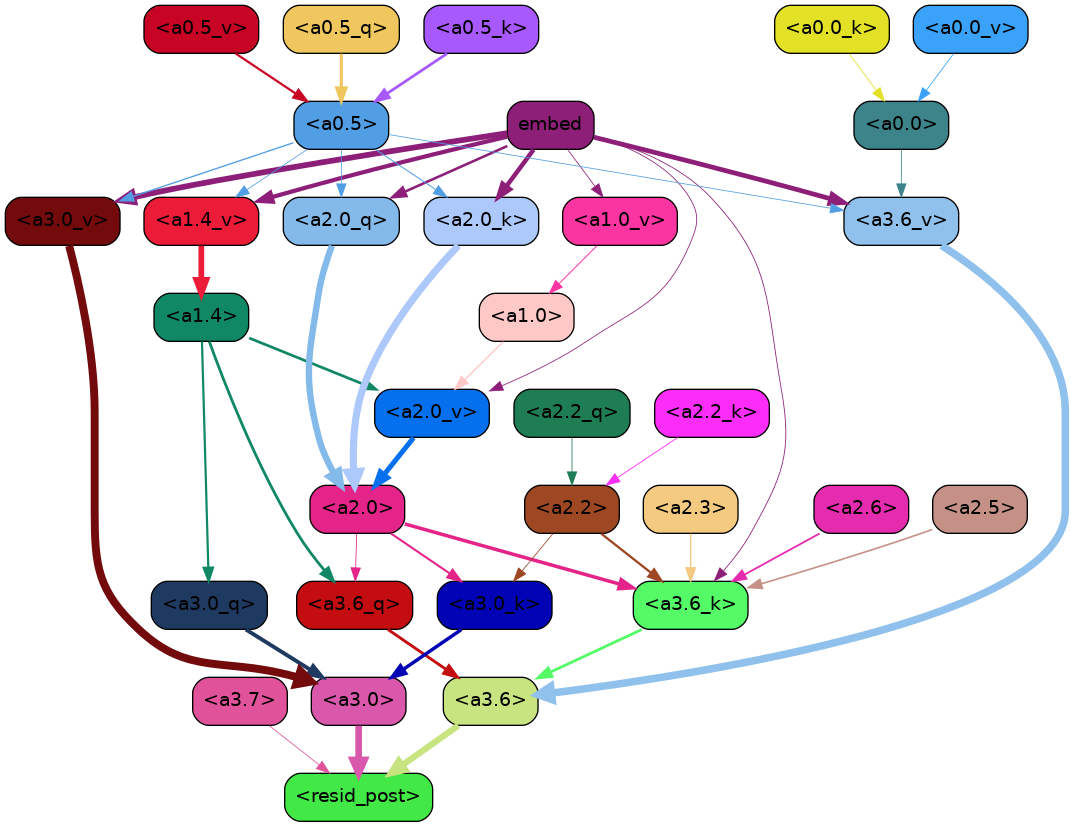 <a0.5_v> <a0.5_q> <a0.5_k> <a0.0_k> <a0.0_v>
<a0.5> embed <a0.0>
<a3.0_v> <a1.4_v> <a2.0_q> <a2.0_k> <a1.0_v> <a3.6_v>
<a1.4> <a1.0>
<a2.0_v> <a2.2_q> <a2.2_k>
<a2.0> <a2.2> <a2.3> <a2.6> <a2.5>
<a3.0_q> <a3.6_q> <a3.0_k> <a3.6_k>
<a3.7> <a3.0> <a3.6>
<resid_post>